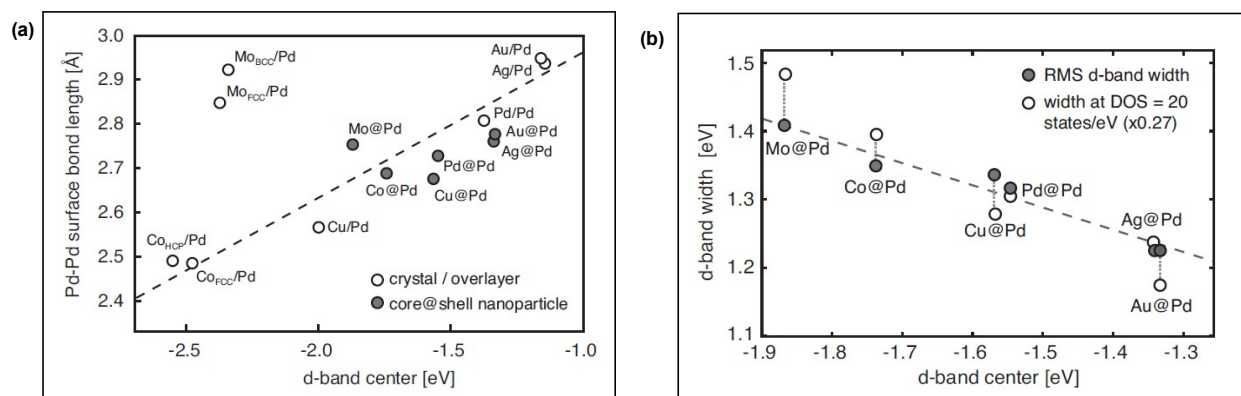 (a)
3.0
2.9
2.8
2.7
2.6
2.5
2.4
Pd-Pd surface bond length [Å]
-2.5
-2.0
-1.5
-1.0
d-band center [eV]
Mo_BCC/Pd
Mo_FCC/Pd
Au/Pd
Ag/Pd
Pd/Pd
Mo@Pd
Au@Pd
Ag@Pd
Pd@Pd
Co@Pd
Cu@Pd
Cu/Pd
Co_HCP/Pd
Co_FCC/Pd
crystal / overlayer
core@shell nanoparticle
(b)
1.5
1.4
1.3
1.2
1.1
d-band width [eV]
-1.9
-1.8
-1.7
-1.6
-1.5
-1.4
-1.3
d-band center [eV]
RMS d-band width
width at DOS = 20
states/eV (x0.27)
Mo@Pd
Co@Pd
Pd@Pd
Cu@Pd
Ag@Pd
Au@Pd